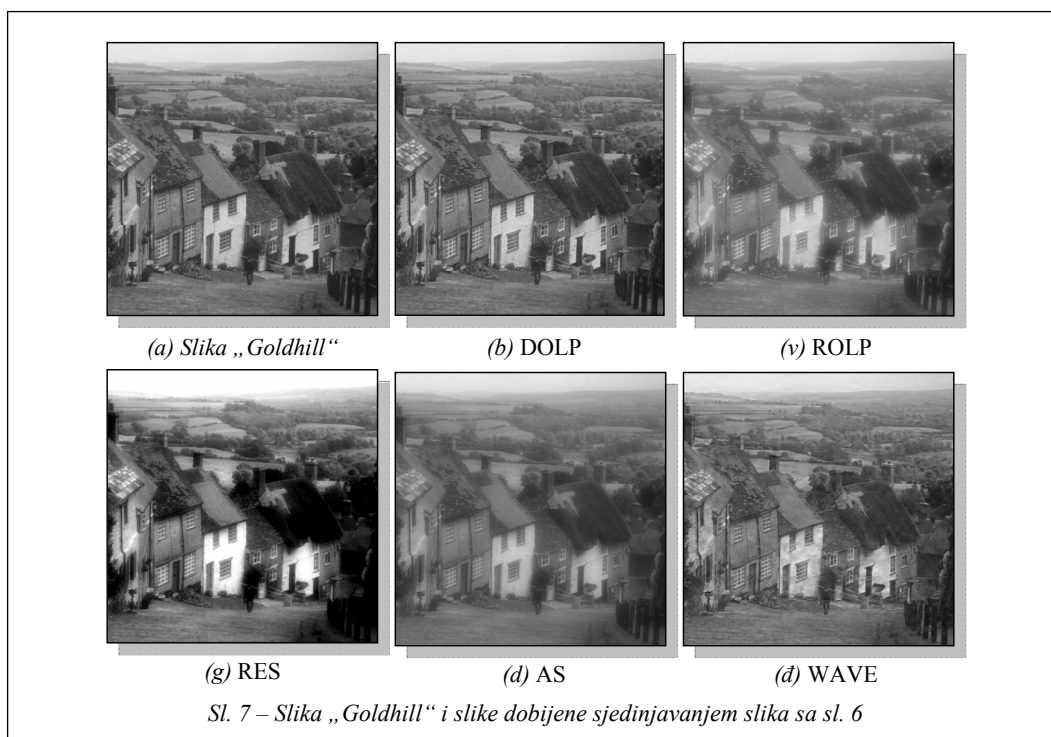 (a) Slika „Goldhill“ (b) DOLP (v) ROLP
(g) RES (d) AS (đ) WAVE
Sl. 7 – Slika „Goldhill“ i slike dobijene sjedinjavanjem slika sa sl. 6